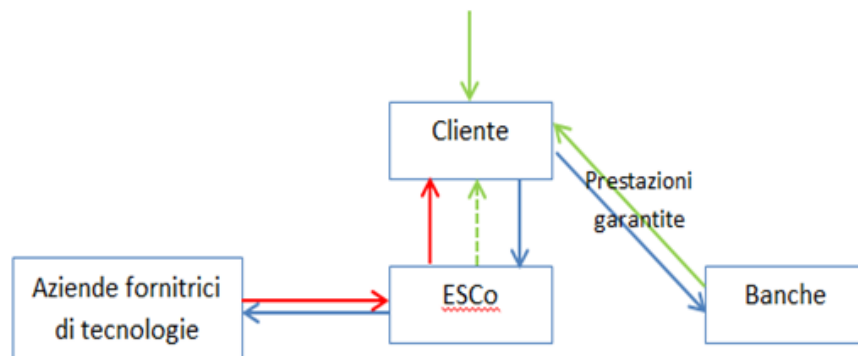 Cliente
Prestazioni
garantite
Aziende fornitrici
di tecnologie
ESCo
Banche